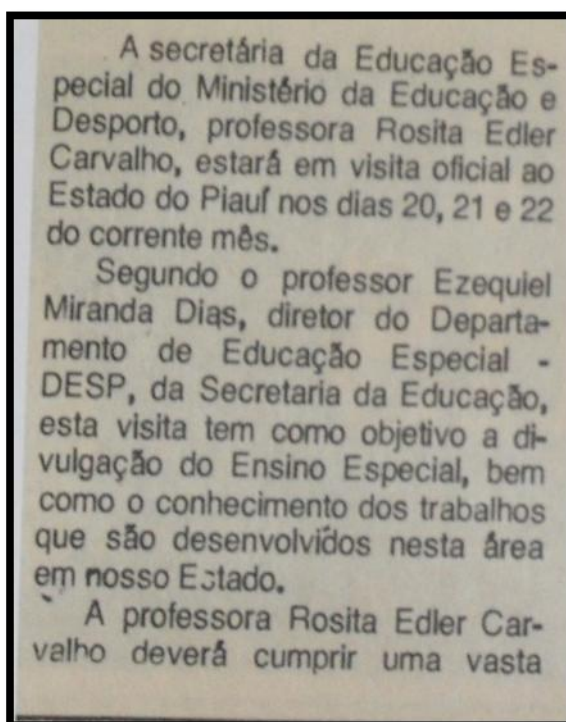 A secretária da Educação Es-
pecial do Ministério da Educação e
Desporto, professora Rosita Edler
Carvalho, estará em visita oficial ao
Estado do Piauí nos dias 20, 21 e 22
do corrente mês.
Segundo o professor Ezequiel
Miranda Dias, diretor do Departa-
mento de Educação Especial -
DESP, da Secretaria da Educação,
esta visita tem como objetivo a di-
vulgação do Ensino Especial, bem
como o conhecimento dos trabalhos
que são desenvolvidos nesta área
em nosso Estado.
A professora Rosita Edler Car-
valho deverá cumprir uma vasta